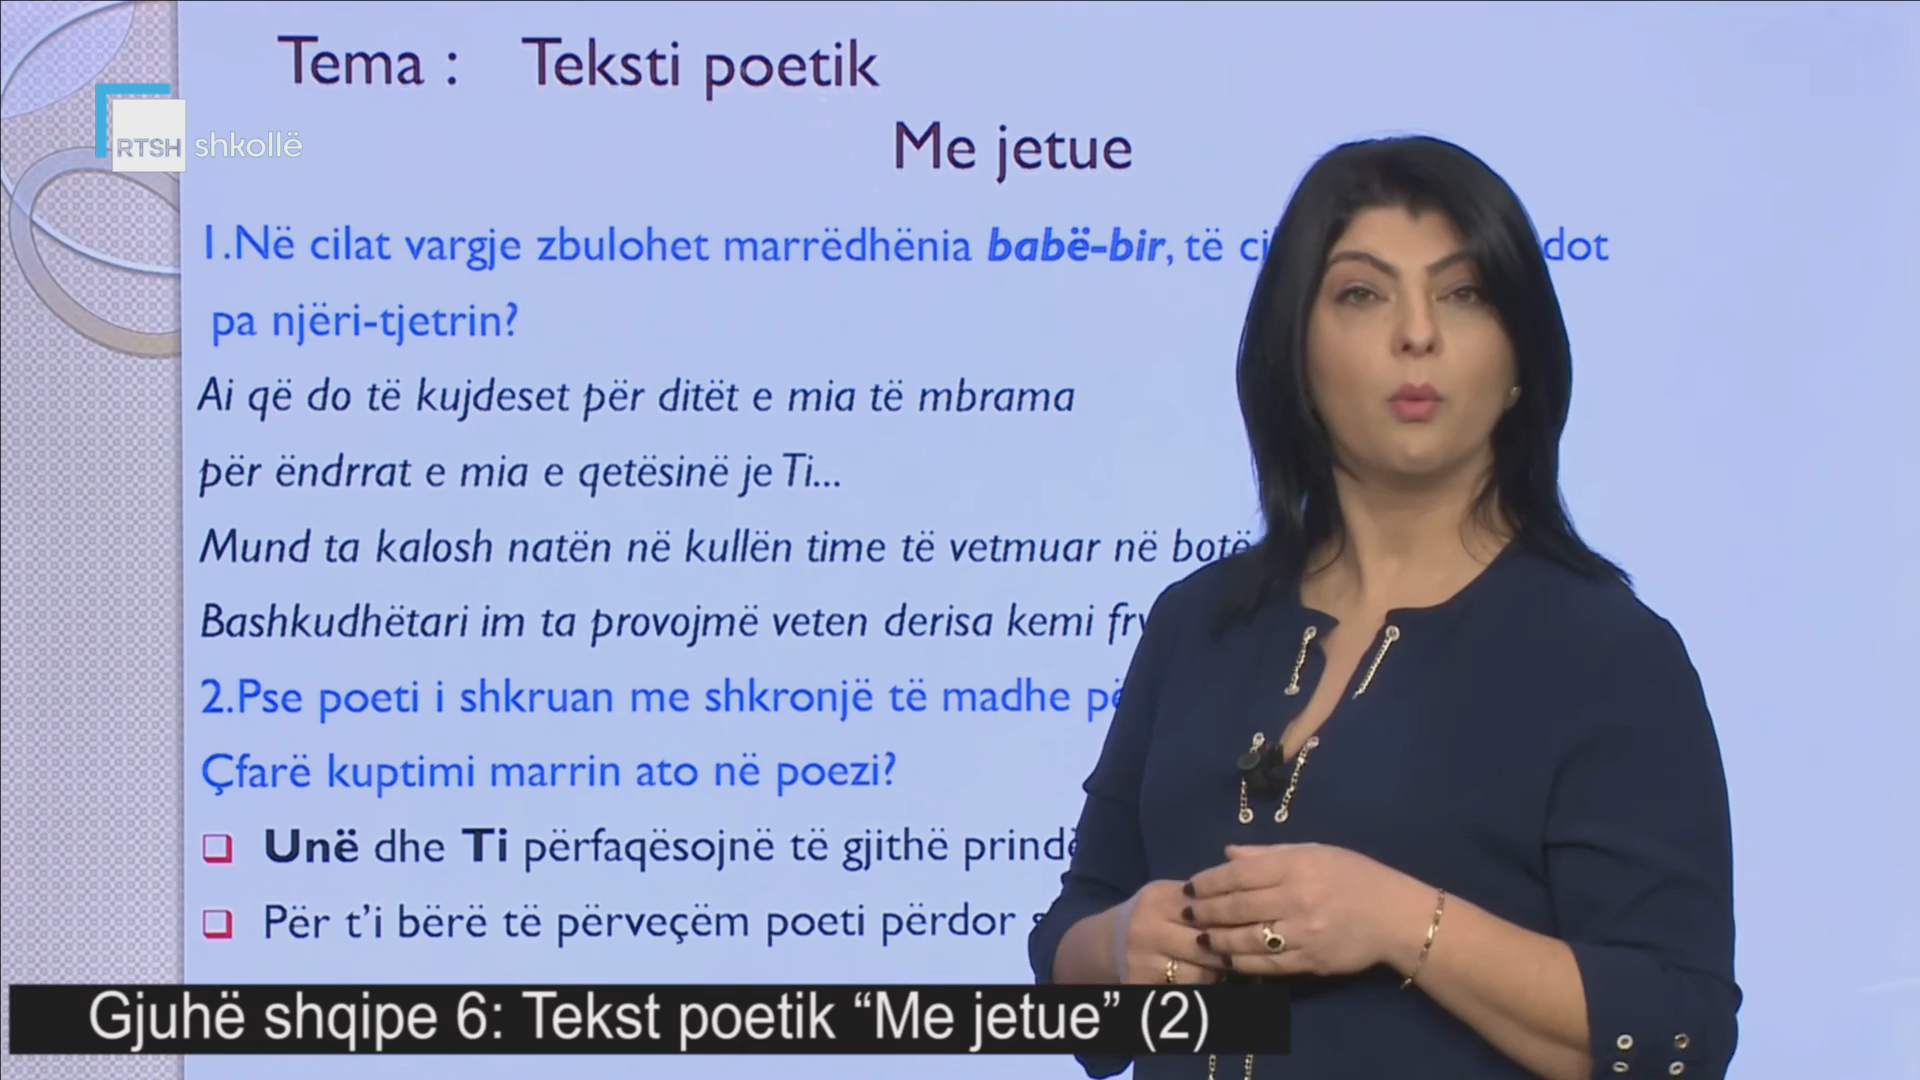 Tema : Teksti poetik
Me jetue
RTSH shkollë
1.Në cilat vargje zbulohet marrëdhënia babë-bir, të
pa njëri-tjetrin?
Ai që do të kujdeset për ditët e mia të mbrama
për ëndrrat e mia e qetësinë je Ti...
Mund ta kalosh natën në kullën time të vetmuar në botë
Bashkudhëtari im ta provojmë veten derisa kemi
2.Pse poeti i shkruan me shkronjë të madhe
Çfarë kuptimi marrin ato në poezi?
Unë dhe Ti përfaqësojnë të gjithë
Për t'i bërë të përveçëm poeti përdor
Gjuhë shqipe 6: Tekst poetik “Me jetue” (2)